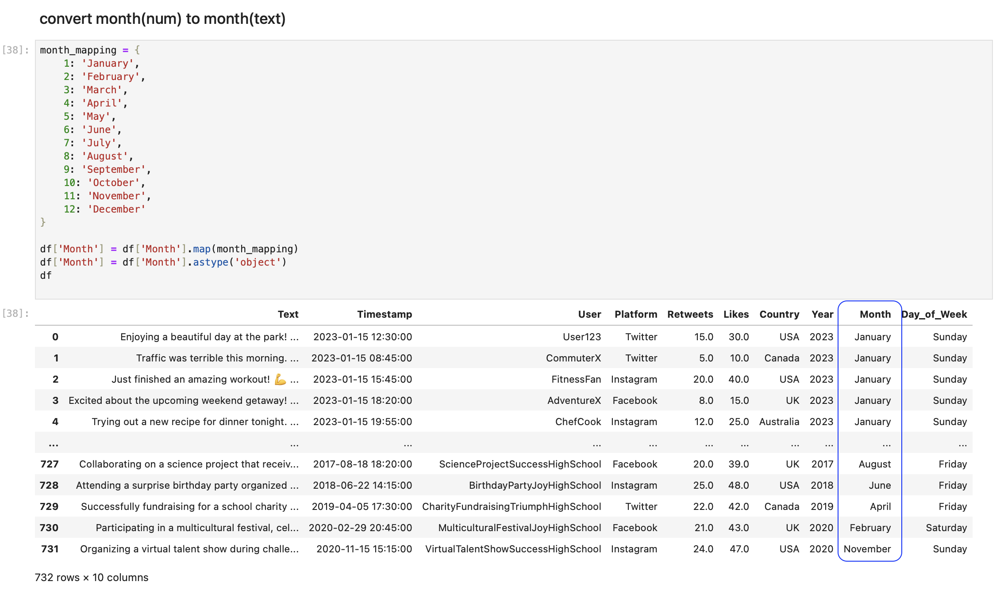 convert month(num) to month(text)
[38]:
month_mapping = {
    1: 'January',
    2: 'February',
    3: 'March',
    4: 'April',
    5: 'May',
    6: 'June',
    7: 'July',
    8: 'August',
    9: 'September',
    10: 'October',
    11: 'November',
    12: 'December'
}
df['Month'] = df['Month'].map(month_mapping)
df['Month'] = df['Month'].astype('object')
df
[38]:
Text Timestamp User Platform Retweets Likes Country Year Month Day_of_Week
0 Enjoying a beautiful day at the park! ... 2023-01-15 12:30:00 User123 Twitter 15.0 30.0 USA 2023 January Sunday
1 Traffic was terrible this morning. ... 2023-01-15 08:45:00 CommuterX Twitter 5.0 10.0 Canada 2023 January Sunday
2 Just finished an amazing workout! 💪 ... 2023-01-15 15:45:00 FitnessFan Instagram 20.0 40.0 USA 2023 January Sunday
3 Excited about the upcoming weekend getaway! ... 2023-01-15 18:20:00 AdventureX Facebook 8.0 15.0 UK 2023 January Sunday
4 Trying out a new recipe for dinner tonight. ... 2023-01-15 19:55:00 ChefCook Instagram 12.0 25.0 Australia 2023 January Sunday
... ... ... ... ... ... ... ... ... ... ...
727 Collaborating on a science project that receiv... 2017-08-18 18:20:00 ScienceProjectSuccessHighSchool Facebook 20.0 39.0 UK 2017 August Friday
728 Attending a surprise birthday party organized ... 2018-06-22 14:15:00 BirthdayPartyJoyHighSchool Instagram 25.0 48.0 USA 2018 June Friday
729 Successfully fundraising for a school charity ... 2019-04-05 17:30:00 CharityFundraisingTriumphHighSchool Twitter 22.0 42.0 Canada 2019 April Friday
730 Participating in a multicultural festival, cel... 2020-02-29 20:45:00 MulticulturalFestivalJoyHighSchool Facebook 21.0 43.0 UK 2020 February Saturday
731 Organizing a virtual talent show during challe... 2020-11-15 15:15:00 VirtualTalentShowSuccessHighSchool Instagram 24.0 47.0 USA 2020 November Sunday
732 rows × 10 columns